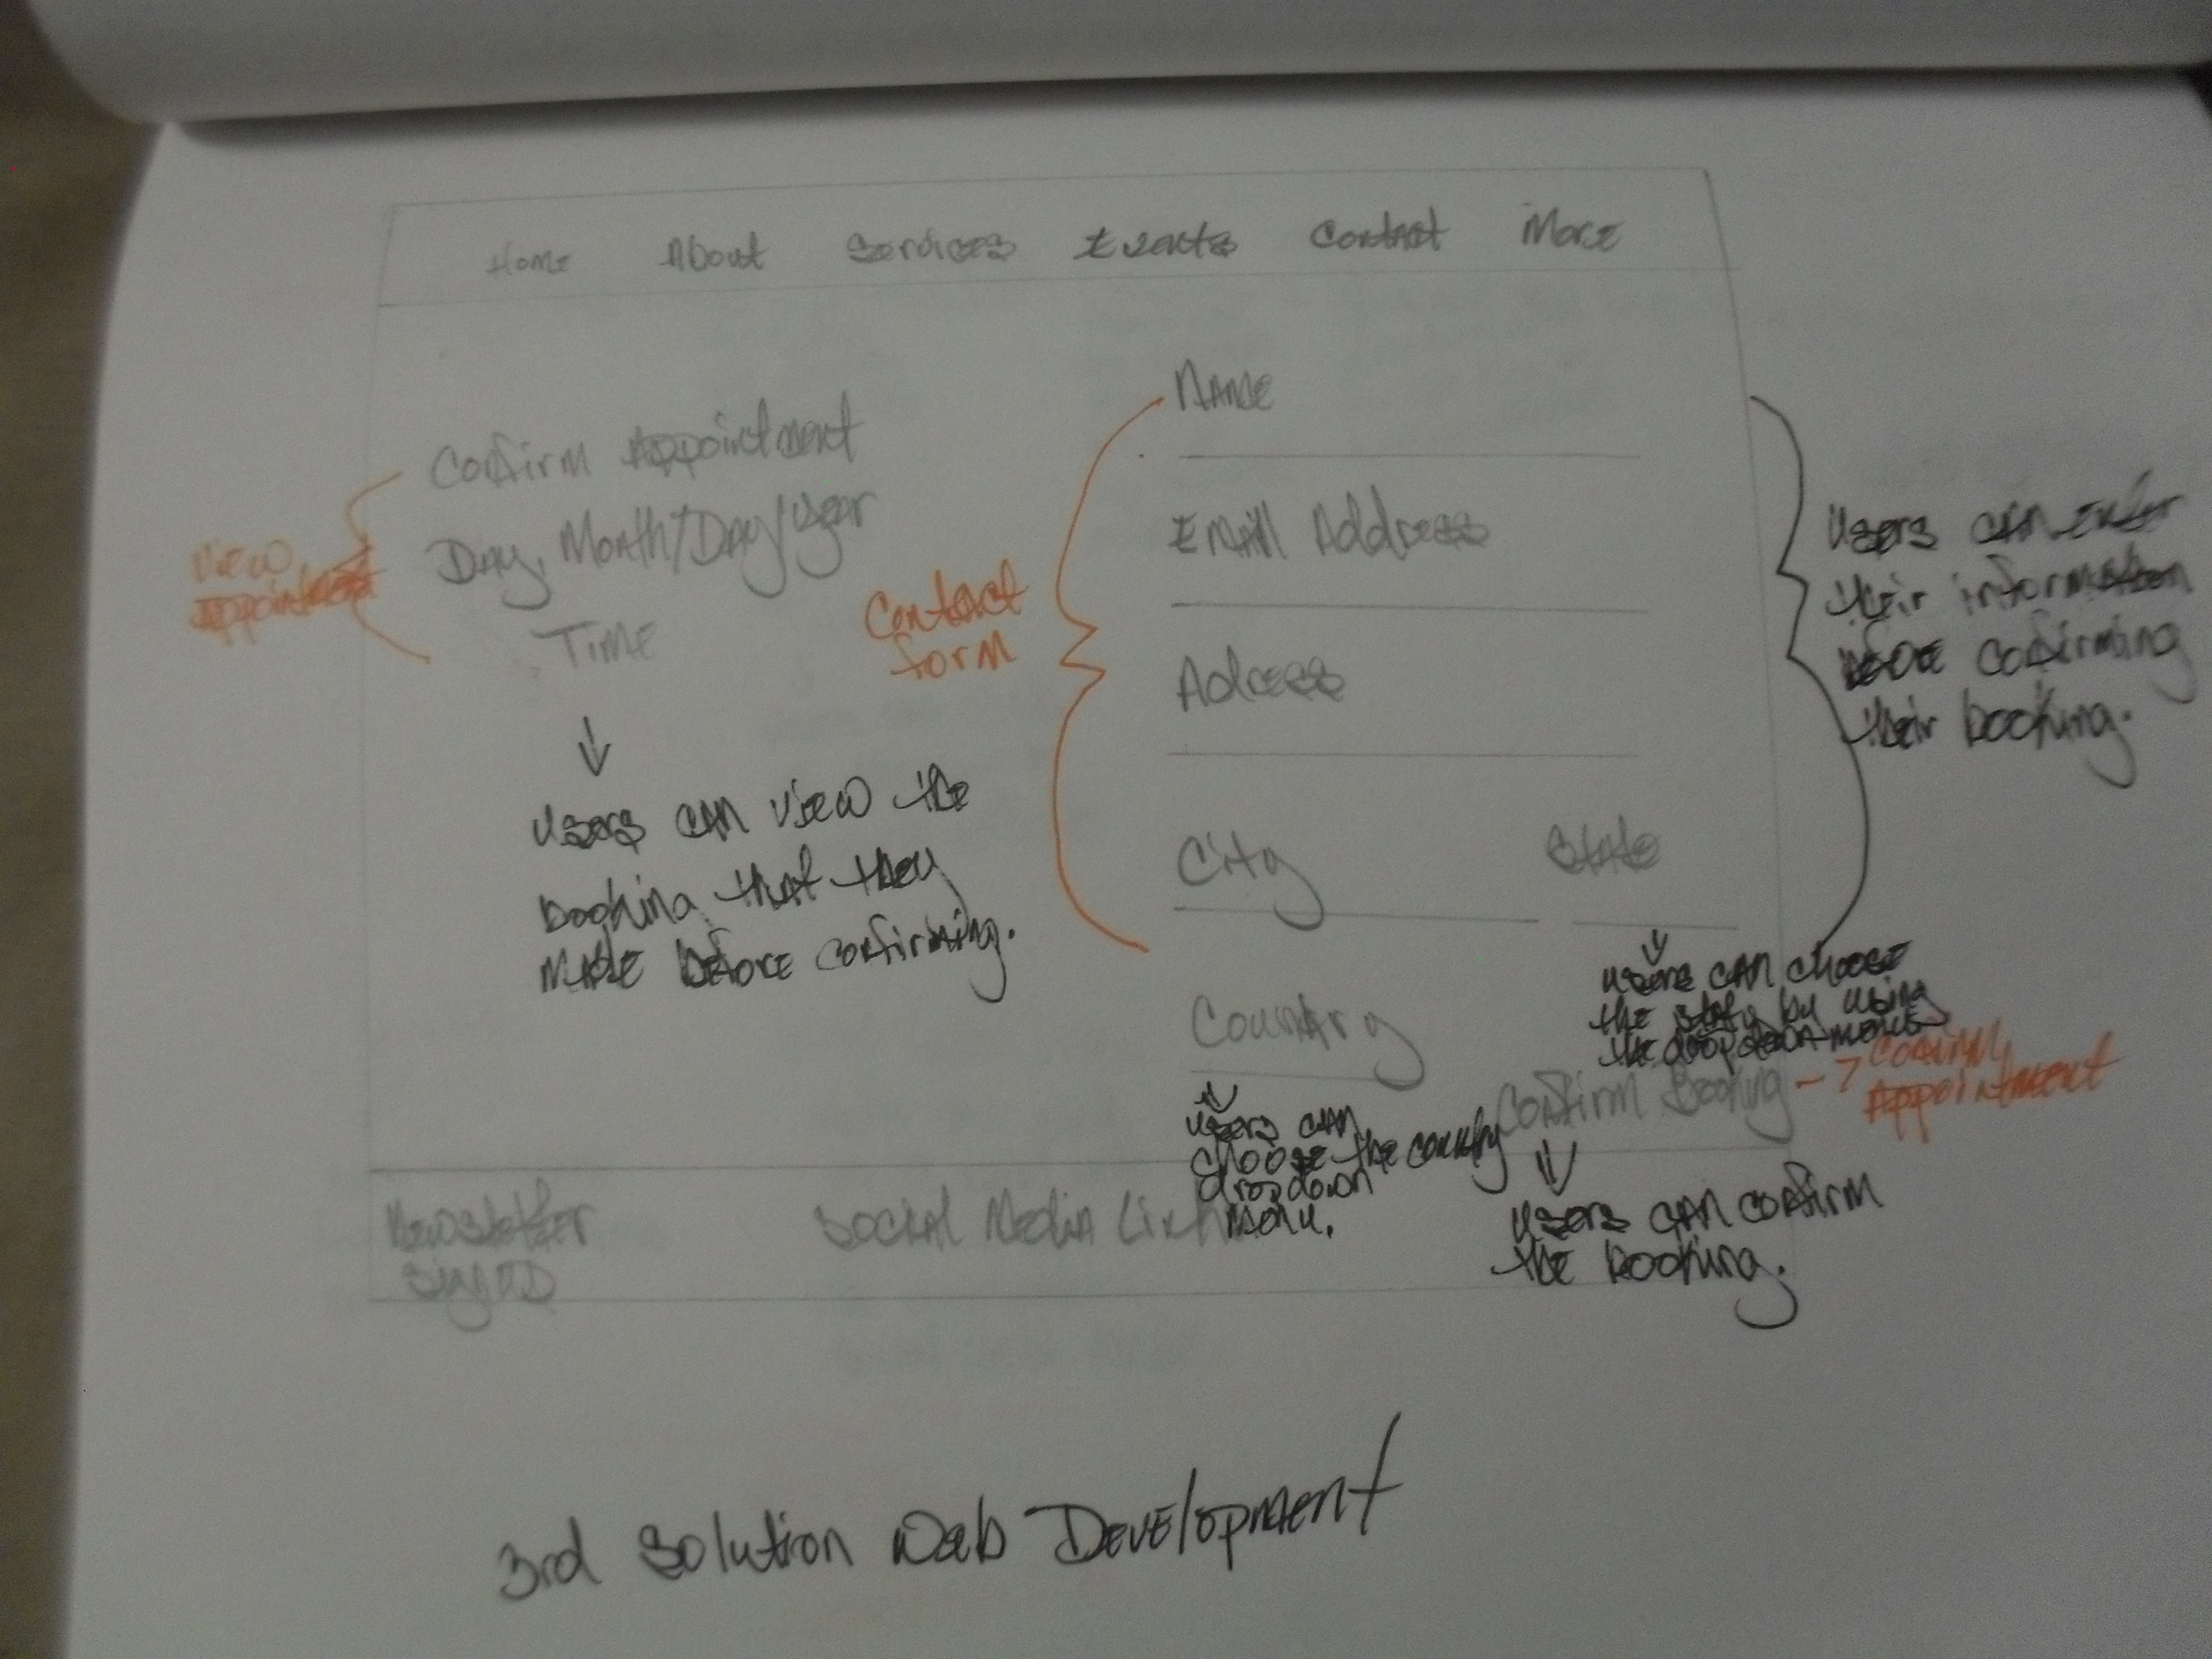 Home About Services Events Contact More
Confirm Appointment
Day, Month/Day/Year
Time
View
Appointment
↓
Users can view the
booking that they
made before confirming.
Contact
form
Name
Email Address
Address
City State
Country
Users can enter
their information
before confirming
their booking.
Users can choose
the state by using
the drop down menu
Users can
choose the country
dropdown
menu.
Confirm Booking → Confirm
Appointment
Users can confirm
the booking.
Newsletter
Sign Up
Social Media Links
3rd Solution Web Development